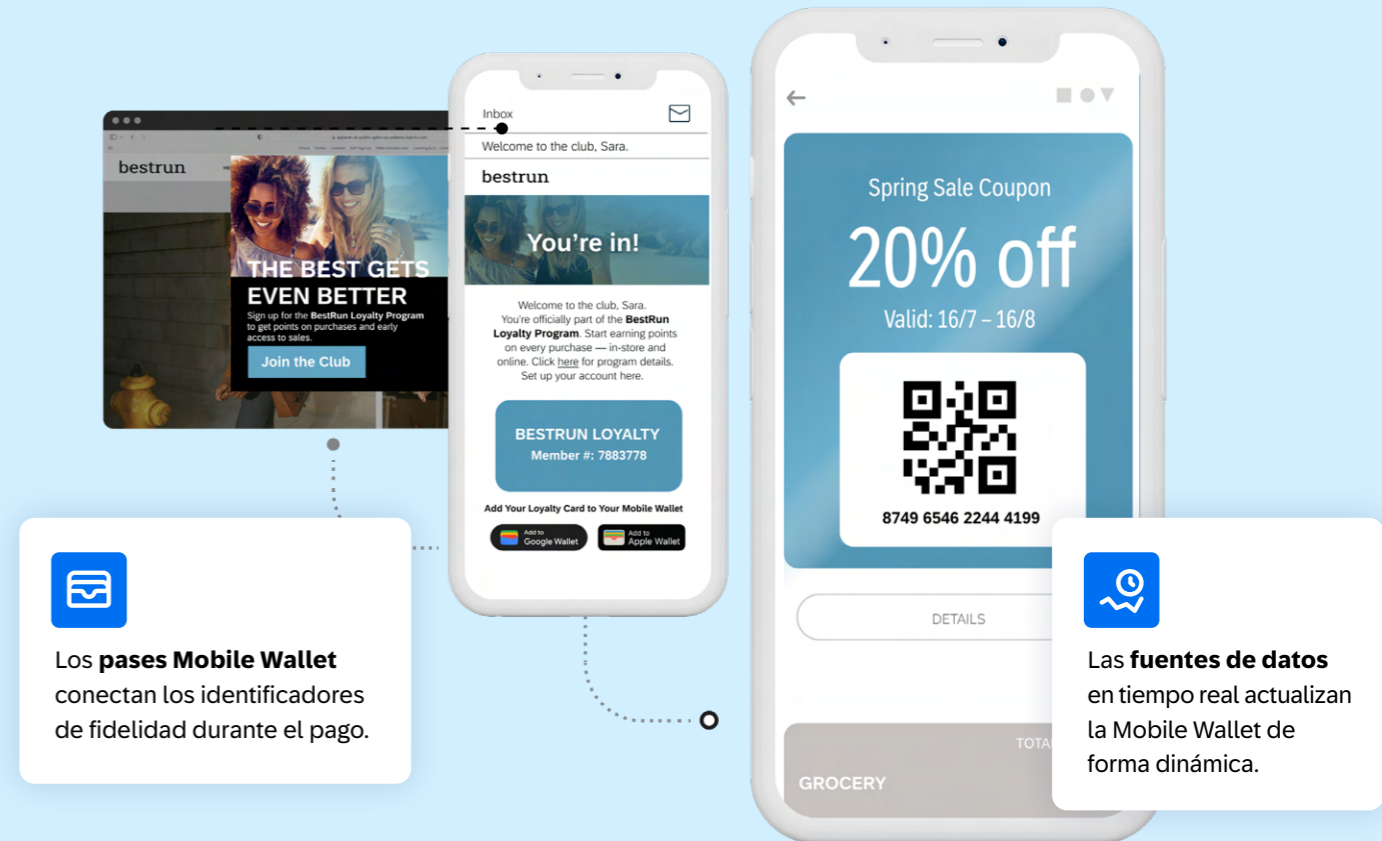 bestrun
THE BEST GETS
EVEN BETTER
Sign up for the BestRun Loyalty Program
to get points on purchases and early
access to sales.
Join the Club
Inbox
Welcome to the club, Sara.
bestrun
You're in!
Welcome to the club, Sara.
You're officially part of the BestRun
Loyalty Program. Start earning points
on every purchase — in-store and
online. Click here for program details.
Set up your account here.
BESTRUN LOYALTY
Member #: 7883778
Add Your Loyalty Card to Your Mobile Wallet
Add to
Google Wallet
Add to
Apple Wallet
Spring Sale Coupon
20% off
Valid: 16/7 – 16/8
8749 6546 2244 4199
DETAILS
GROCERY
Los pases Mobile Wallet
conectan los identificadores
de fidelidad durante el pago.
Las fuentes de datos
en tiempo real actualizan
la Mobile Wallet de
forma dinámica.